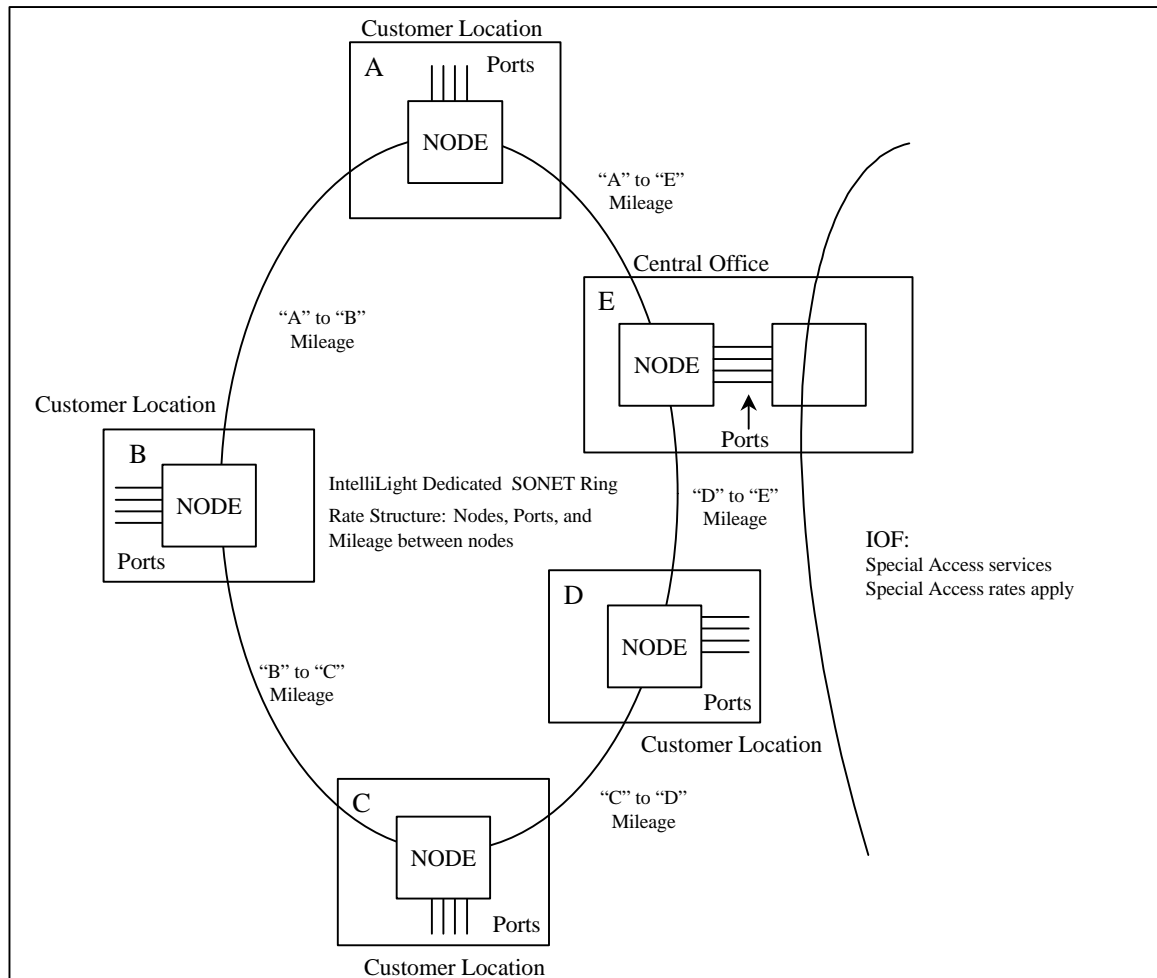 Customer Location
A
Ports
NODE
“A” to “E”
Mileage
Central Office
E
NODE
Ports
“A” to “B”
Mileage
Customer Location
B
NODE
Ports
IntelliLight Dedicated SONET Ring
Rate Structure: Nodes, Ports, and
Mileage between nodes
“D” to “E”
Mileage
IOF:
Special Access services
Special Access rates apply
D
NODE
Ports
Customer Location
“B” to “C”
Mileage
“C” to “D”
Mileage
C
NODE
Ports
Customer Location